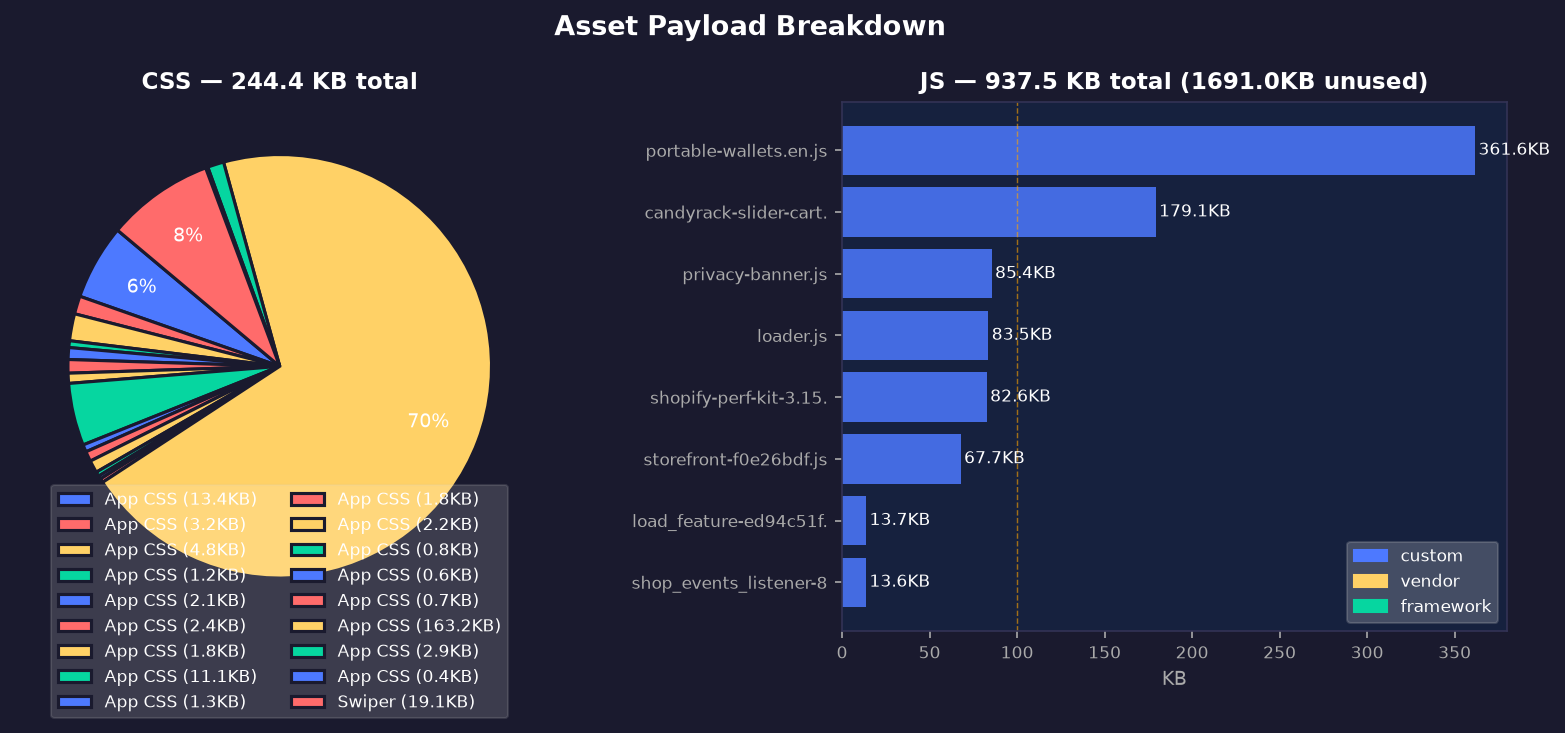 Asset Payload Breakdown
CSS — 244.4 KB total
8%
6%
70%
App CSS (13.4KB)
App CSS (3.2KB)
App CSS (4.8KB)
App CSS (1.2KB)
App CSS (2.1KB)
App CSS (2.4KB)
App CSS (1.8KB)
App CSS (11.1KB)
App CSS (1.3KB)
App CSS (1.8KB)
App CSS (2.2KB)
App CSS (0.8KB)
App CSS (0.6KB)
App CSS (0.7KB)
App CSS (163.2KB)
App CSS (2.9KB)
App CSS (0.4KB)
Swiper (19.1KB)
JS — 937.5 KB total (1691.0KB unused)
portable-wallets.en.js 361.6KB
candyrack-slider-cart. 179.1KB
privacy-banner.js 85.4KB
loader.js 83.5KB
shopify-perf-kit-3.15. 82.6KB
storefront-f0e26bdf.js 67.7KB
load_feature-ed94c51f. 13.7KB
shop_events_listener-8 13.6KB
custom
vendor
framework
0 50 100 150 200 250 300 350
KB